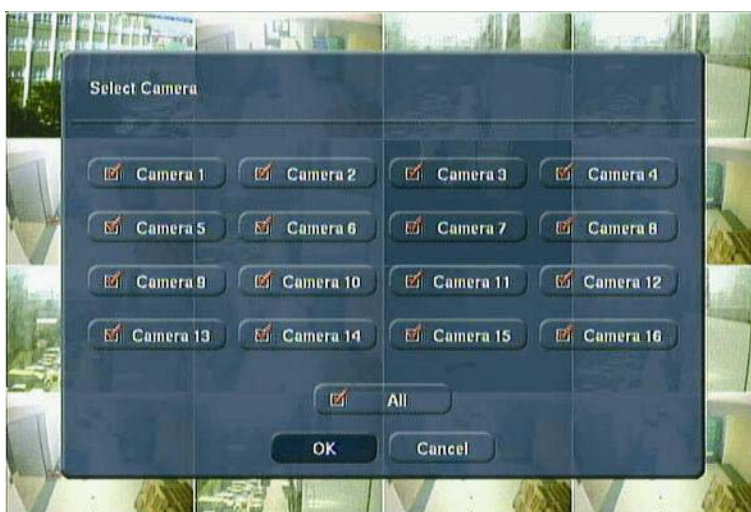 Select Camera
Camera 1 Camera 2 Camera 3 Camera 4
Camera 5 Camera 6 Camera 7 Camera 8
Camera 9 Camera 10 Camera 11 Camera 12
Camera 13 Camera 14 Camera 15 Camera 16
All
OK Cancel